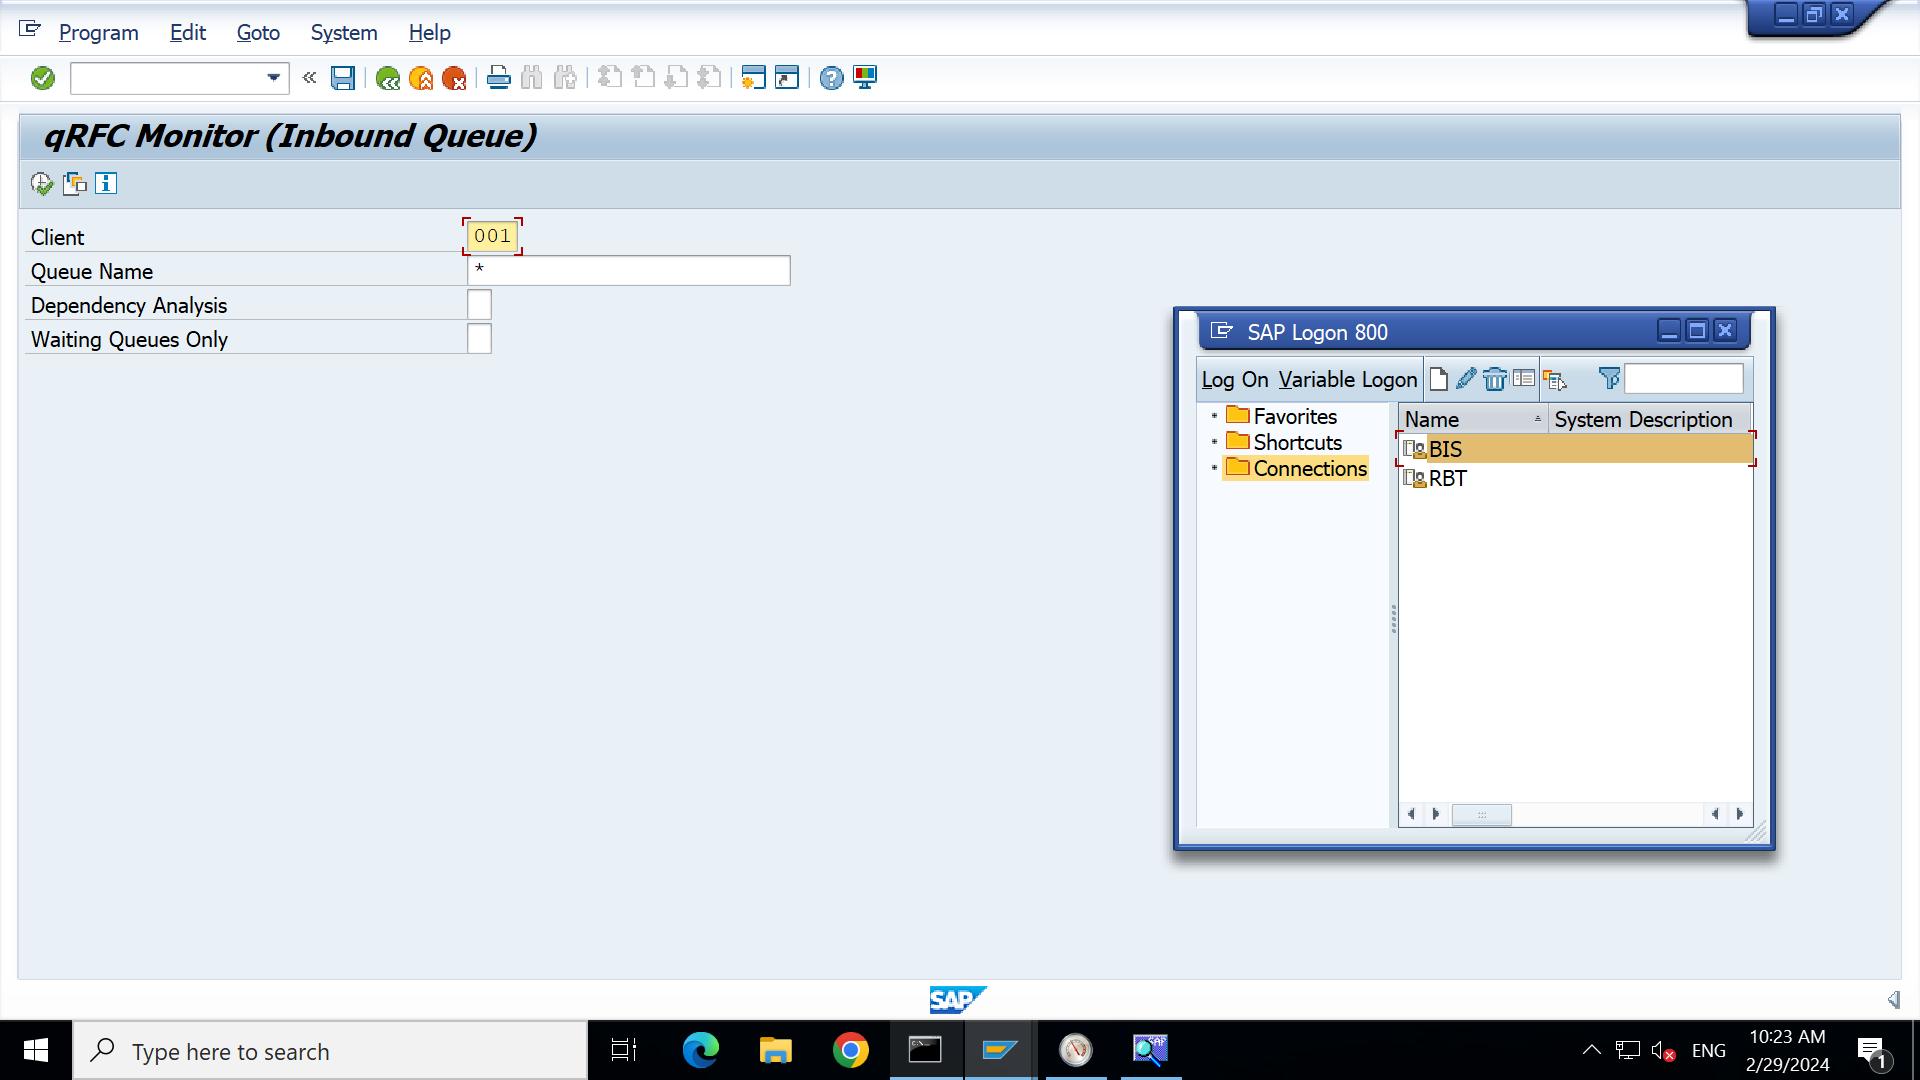 Program Edit Goto System Help
qRFC Monitor (Inbound Queue)
Client 001
Queue Name *
Dependency Analysis
Waiting Queues Only
SAP Logon 800
Log On Variable Logon
Favorites
Shortcuts
Connections
Name System Description
BIS
RBT
SAP
Type here to search
ENG
10:23 AM
2/29/2024
1